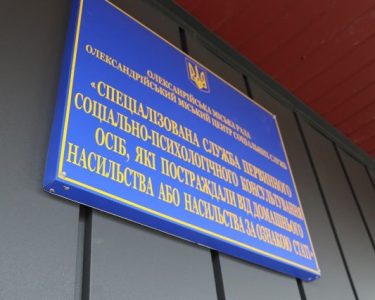 ОЛЕКСАНДРІЙСЬКА МІСЬКА РАДА
ОЛЕКСАНДРІЙСЬКИЙ МІСЬКИЙ ЦЕНТР СОЦІАЛЬНИХ СЛУЖБ
«СПЕЦІАЛІЗОВАНА СЛУЖБА ПЕРВИННОГО
СОЦІАЛЬНО-ПСИХОЛОГІЧНОГО КОНСУЛЬТУВАННЯ
ОСІБ, ЯКІ ПОСТРАЖДАЛИ ВІД ДОМАШНЬОГО
НАСИЛЬСТВА АБО НАСИЛЬСТВА ЗА ОЗНАКОЮ СТАТІ»